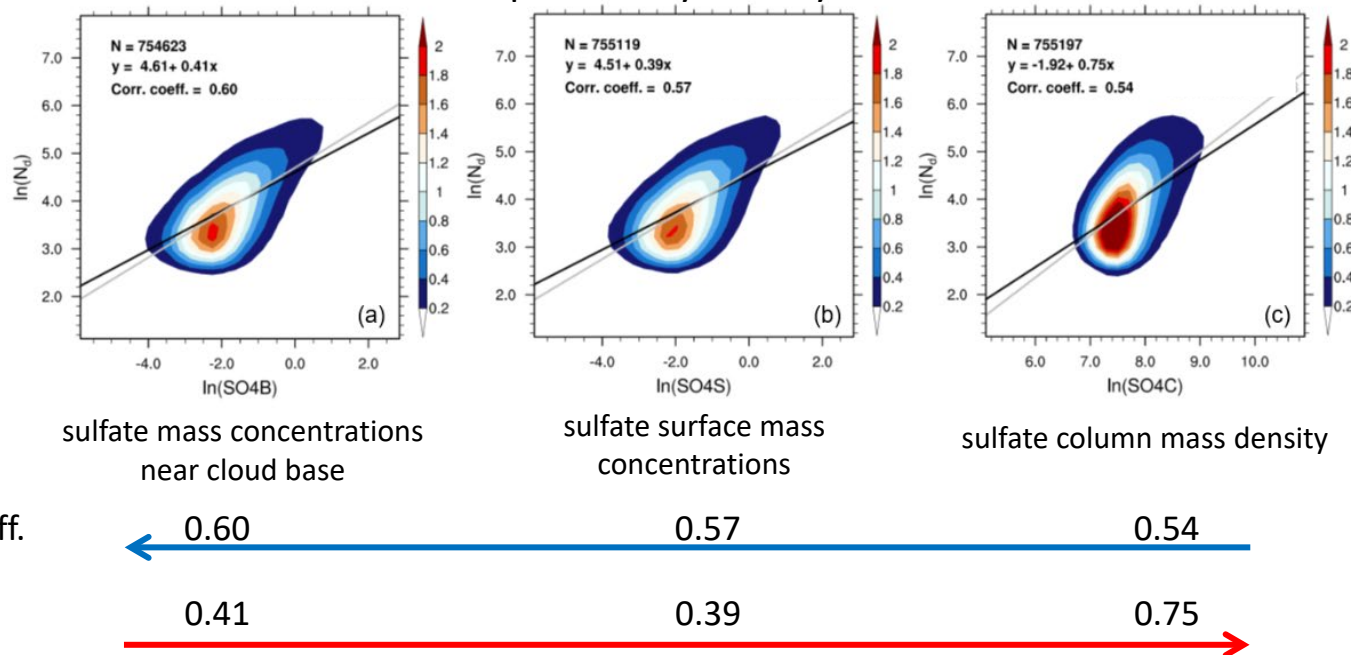 N = 754623
y = 4.61+ 0.41x
Corr. coeff. = 0.60
7.0
6.0
5.0
4.0
3.0
2.0
ln(Nd)
-4.0 -2.0 0.0 2.0
ln(SO4B)
(a)
2
1.8
1.6
1.4
1.2
1
0.8
0.6
0.4
0.2
N = 755119
y = 4.51+ 0.39x
Corr. coeff. = 0.57
7.0
6.0
5.0
4.0
3.0
2.0
ln(Nd)
-4.0 -2.0 0.0 2.0
ln(SO4S)
(b)
2
1.8
1.6
1.4
1.2
1
0.8
0.6
0.4
0.2
N = 755197
y = -1.92+ 0.75x
Corr. coeff. = 0.54
7.0
6.0
5.0
4.0
3.0
2.0
ln(Nd)
6.0 7.0 8.0 9.0 10.0
ln(SO4C)
(c)
2
1.8
1.6
1.4
1.2
1
0.8
0.6
0.4
0.2
sulfate mass concentrations
near cloud base
sulfate surface mass
concentrations
sulfate column mass density
ff. 0.60 0.57 0.54
0.41 0.39 0.75